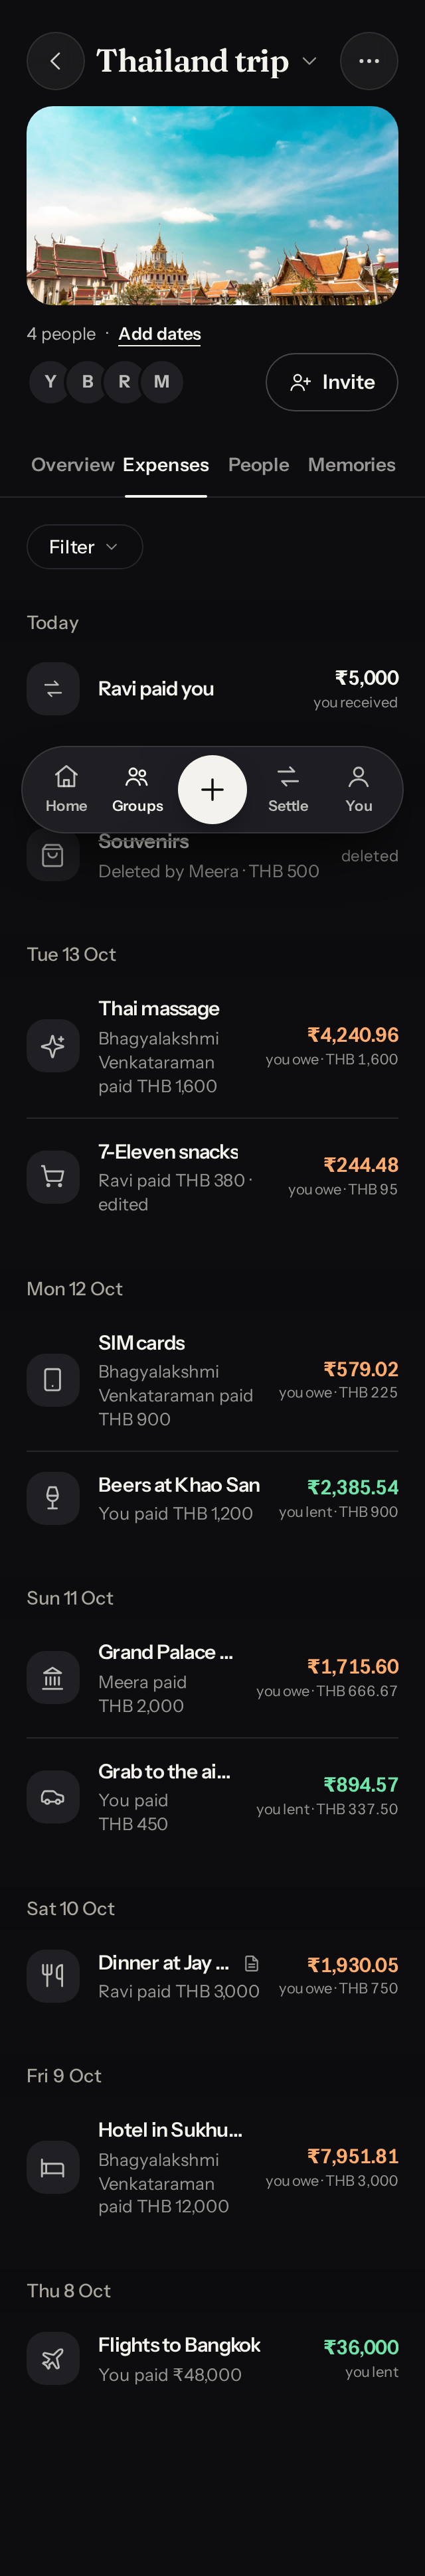 Thailand trip
4 people · Add dates
Y B R M
Invite
Overview Expenses People Memories
Filter
Today
Ravi paid you
₹5,000
you received
Home Groups Settle You
Souvenirs
Deleted by Meera · THB 500
deleted
Tue 13 Oct
Thai massage
Bhagyalakshmi
Venkataraman
paid THB 1,600
₹4,240.96
you owe · THB 1,600
7-Eleven snacks
Ravi paid THB 380 ·
edited
₹244.48
you owe · THB 95
Mon 12 Oct
SIM cards
Bhagyalakshmi
Venkataraman paid
THB 900
₹579.02
you owe · THB 225
Beers at Khao San
You paid THB 1,200
₹2,385.54
you lent · THB 900
Sun 11 Oct
Grand Palace ...
Meera paid
THB 2,000
₹1,715.60
you owe · THB 666.67
Grab to the ai...
You paid
THB 450
₹894.57
you lent · THB 337.50
Sat 10 Oct
Dinner at Jay ...
Ravi paid THB 3,000
₹1,930.05
you owe · THB 750
Fri 9 Oct
Hotel in Sukhu...
Bhagyalakshmi
Venkataraman
paid THB 12,000
₹7,951.81
you owe · THB 3,000
Thu 8 Oct
Flights to Bangkok
You paid ₹48,000
₹36,000
you lent